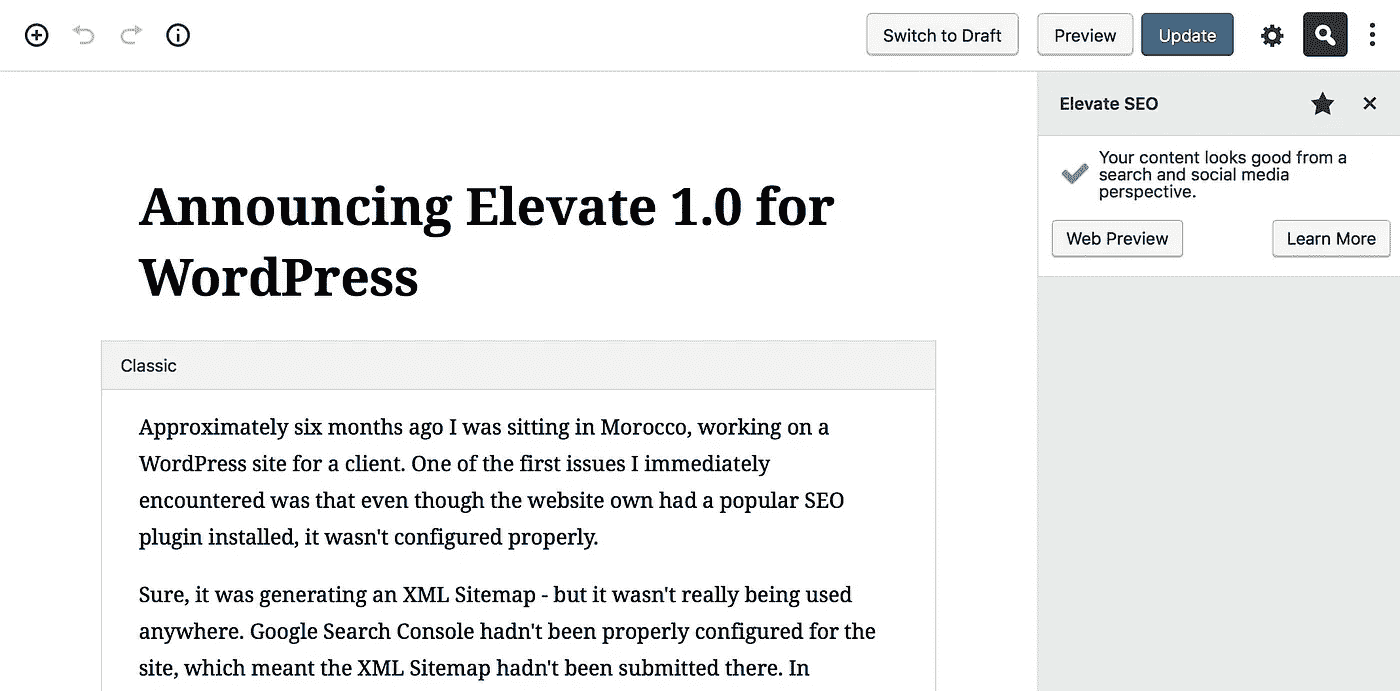 Switch to Draft
Preview
Update
Elevate SEO
Your content looks good from a
search and social media
perspective.
Web Preview
Learn More
Announcing Elevate 1.0 for
WordPress
Classic
Approximately six months ago I was sitting in Morocco, working on a
WordPress site for a client. One of the first issues I immediately
encountered was that even though the website own had a popular SEO
plugin installed, it wasn't configured properly.
Sure, it was generating an XML Sitemap - but it wasn't really being used
anywhere. Google Search Console hadn't been properly configured for the
site, which meant the XML Sitemap hadn't been submitted there. In